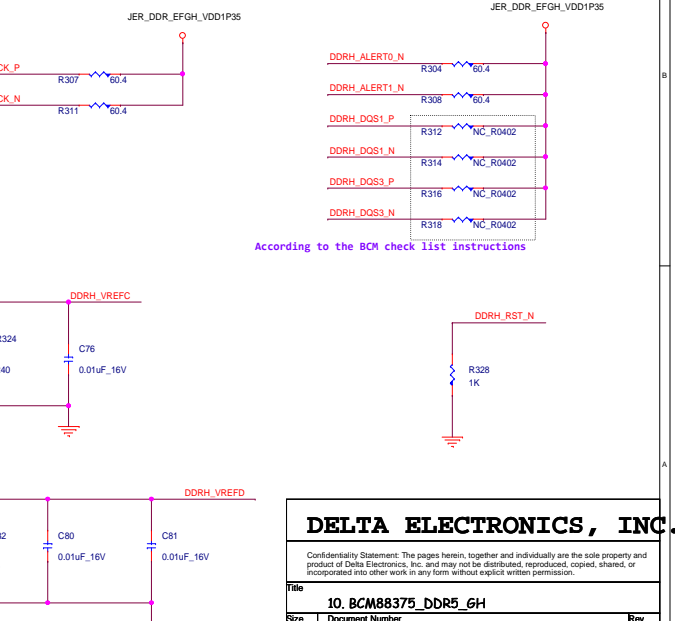 JER_DDR_EFGH_VDD1P35
JER_DDR_EFGH_VDD1P35
CK_P
R307
60.4
CK_N
R311
60.4
DDRH_ALERT0_N
R304
60.4
DDRH_ALERT1_N
R308
60.4
DDRH_DQS1_P
R312
NC_R0402
DDRH_DQS1_N
R314
NC_R0402
DDRH_DQS3_P
R316
NC_R0402
DDRH_DQS3_N
R318
NC_R0402
According to the BCM check list instructions
B
DDRH_VREFC
R324
40
C76
0.01uF_16V
DDRH_RST_N
R328
1K
A
DDRH_VREFD
32
C80
0.01uF_16V
C81
0.01uF_16V
DELTA ELECTRONICS, INC.
Confidentiality Statement: The pages herein, together and individually are the sole property and
product of Delta Electronics, Inc. and may not be distributed, reproduced, copied, shared, or
incorporated into other work in any form without explicit written permission.
Title
10. BCM88375_DDR5_GH
Size
Document Number
Rev